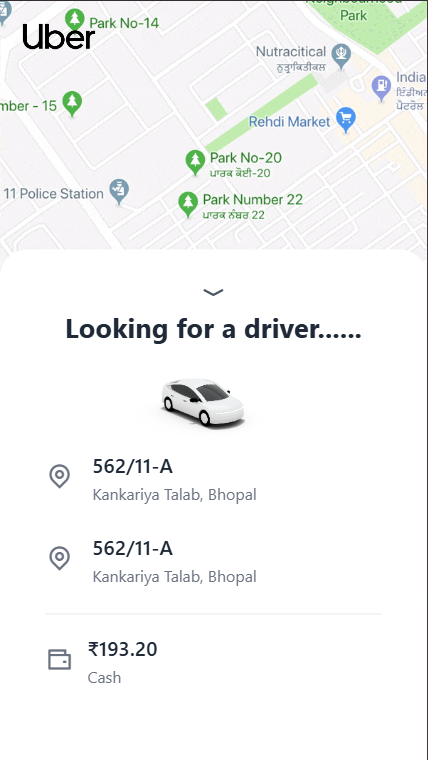 Neighbourhood
Park
Uber
Park No-14
Nutracitical
ਨੁਤ੍ਰਾਕਿਤੀਕਲ
India
ਇੰਡੀਅਨ
ਪੈਟਰੋਲ
mber - 15
Rehdi Market
Park No-20
ਪਾਰਕ ਕੋਈ-20
11 Police Station
Park Number 22
ਪਾਰਕ ਨੰਬਰ 22
Looking for a driver......
562/11-A
Kankariya Talab, Bhopal
562/11-A
Kankariya Talab, Bhopal
₹193.20
Cash